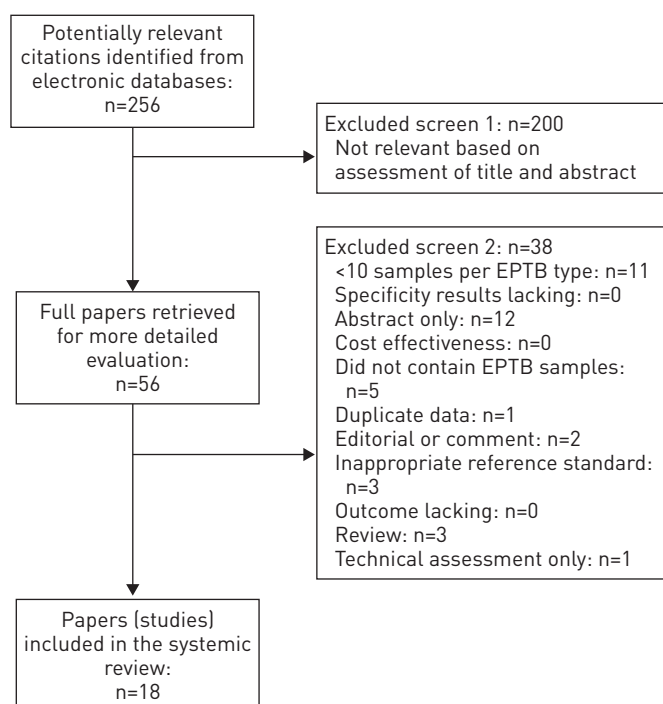 Potentially relevant
citations identified from
electronic databases:
n=256
Excluded screen 1: n=200
Not relevant based on
assessment of title and abstract
Full papers retrieved
for more detailed
evaluation:
n=56
Excluded screen 2: n=38
<10 samples per EPTB type: n=11
Specificity results lacking: n=0
Abstract only: n=12
Cost effectiveness: n=0
Did not contain EPTB samples:
n=5
Duplicate data: n=1
Editorial or comment: n=2
Inappropriate reference standard:
n=3
Outcome lacking: n=0
Review: n=3
Technical assessment only: n=1
Papers (studies)
included in the systemic
review:
n=18